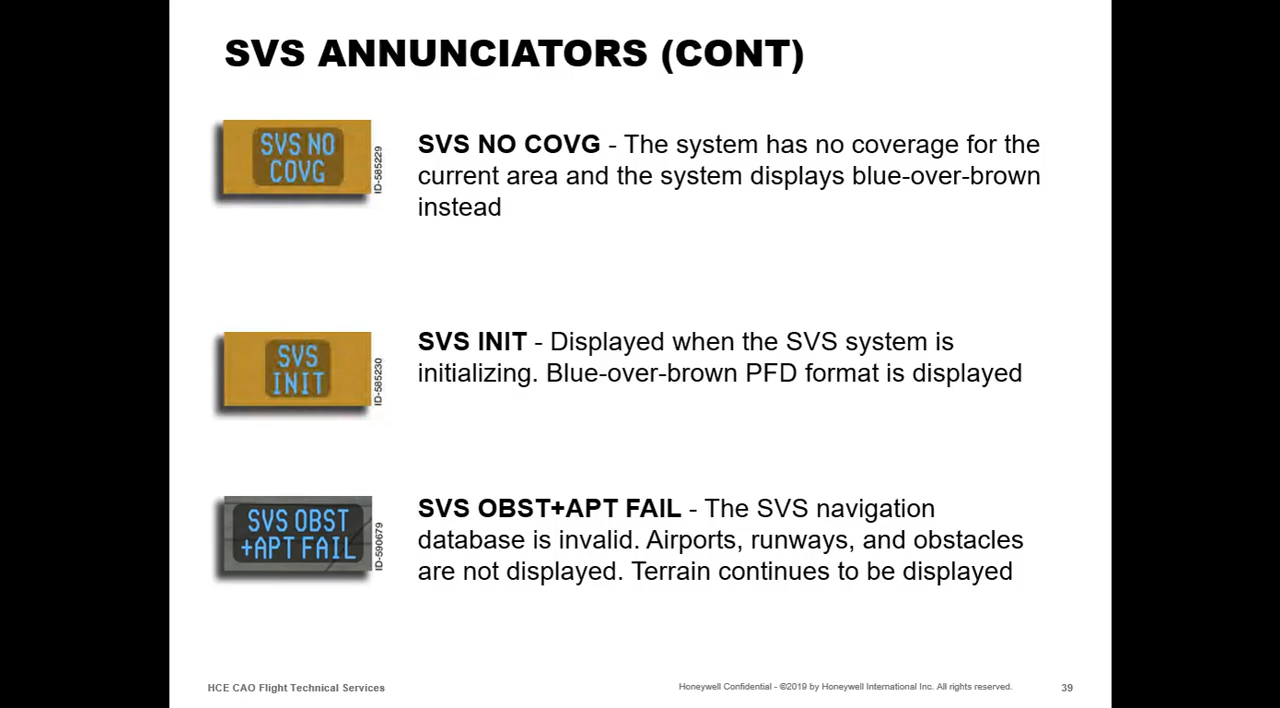 SVS ANNUNCIATORS (CONT)
SVS NO
COVG
ID-585229
SVS NO COVG - The system has no coverage for the
current area and the system displays blue-over-brown
instead
SVS
INIT
ID-585230
SVS INIT - Displayed when the SVS system is
initializing. Blue-over-brown PFD format is displayed
SVS OBST
+APT FAIL
ID-590679
SVS OBST+APT FAIL - The SVS navigation
database is invalid. Airports, runways, and obstacles
are not displayed. Terrain continues to be displayed
HCE CAO Flight Technical Services
Honeywell Confidential - ©2019 by Honeywell International Inc. All rights reserved.
39